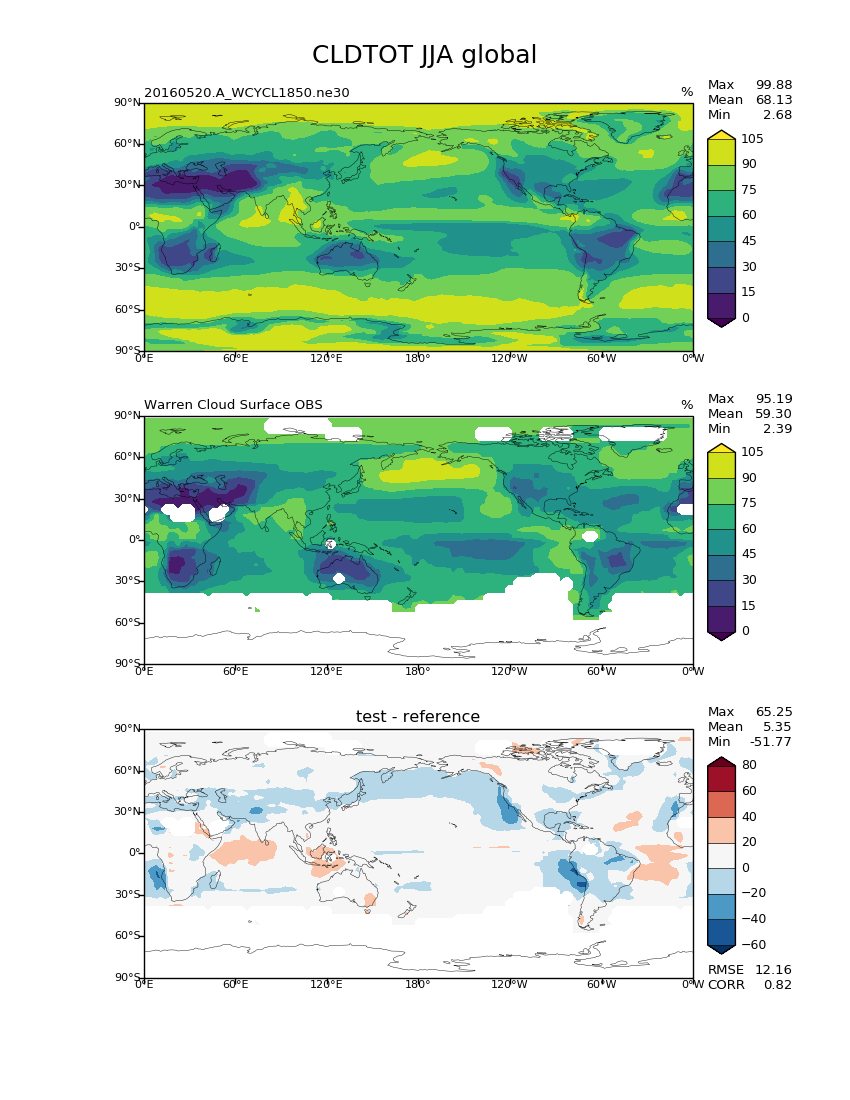 CLDTOT JJA global
20160520.A_WCYCL1850.ne30
%
Max 99.88
Mean 68.13
Min 2.68
90°N
60°N
30°N
0°
30°S
60°S
90°S
0°E 60°E 120°E 180° 120°W 60°W 0°W
105
90
75
60
45
30
15
0
Warren Cloud Surface OBS
%
Max 95.19
Mean 59.30
Min 2.39
90°N
60°N
30°N
0°
30°S
60°S
90°S
0°E 60°E 120°E 180° 120°W 60°W 0°W
105
90
75
60
45
30
15
0
test - reference
Max 65.25
Mean 5.35
Min -51.77
90°N
60°N
30°N
0°
30°S
60°S
90°S
0°E 60°E 120°E 180° 120°W 60°W 0°W
80
60
40
20
0
−20
−40
−60
RMSE 12.16
CORR 0.82